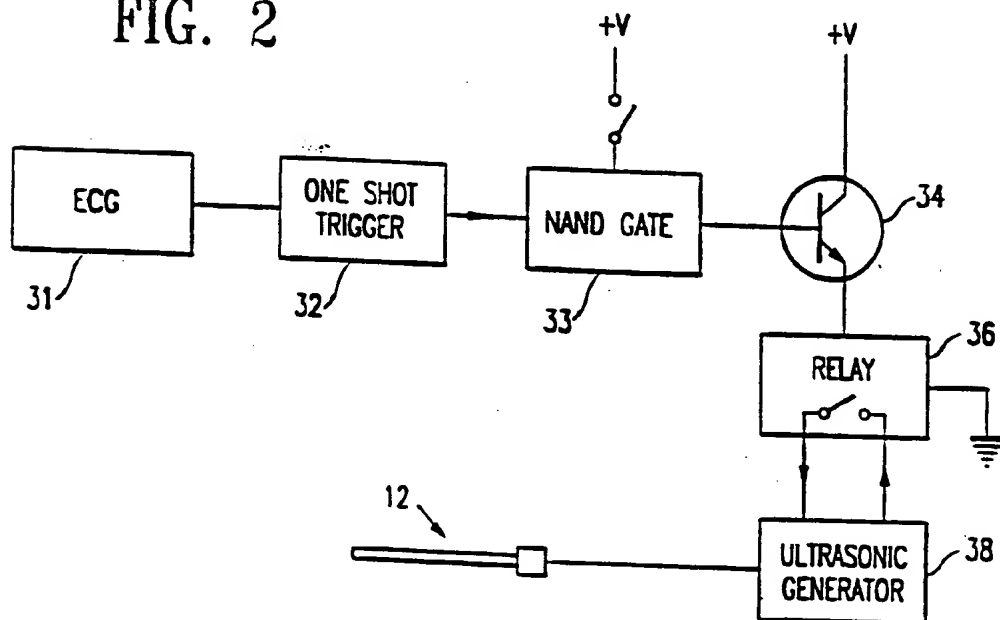 FIG. 2
+V
+V
ECG
ONE SHOT
TRIGGER
NAND GATE
34
31
32
33
RELAY
36
12
ULTRASONIC
GENERATOR
38